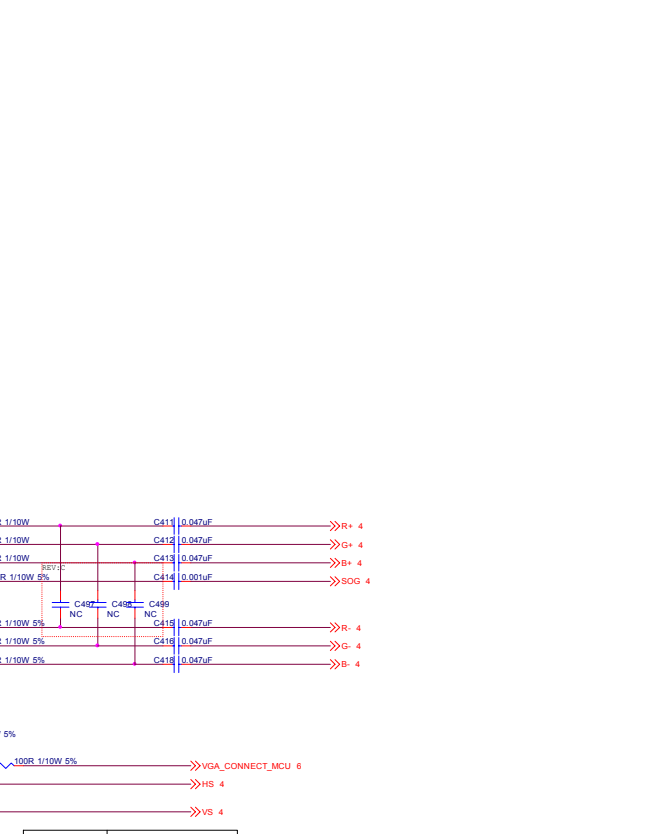 1/10W C411 0.047uF R+ 4
1/10W C412 0.047uF G+ 4
1/10W C413 0.047uF B+ 4
REV:C
R 1/10W 5% C414 0.001uF SOG 4
C497 C498 C499
NC NC NC
1/10W 5% C415 0.047uF R- 4
1/10W 5% C416 0.047uF G- 4
1/10W 5% C418 0.047uF B- 4
5%
100R 1/10W 5% VGA_CONNECT_MCU 6
HS 4
VS 4